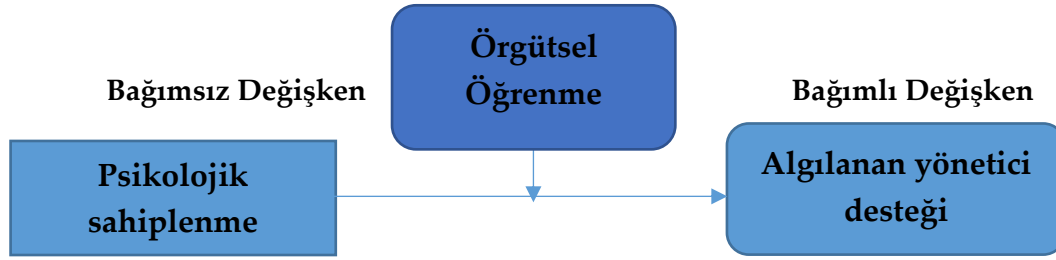 Örgütsel
Öğrenme
Bağımsız Değişken
Bağımlı Değişken
Psikolojik
sahiplenme
Algılanan yönetici
desteği